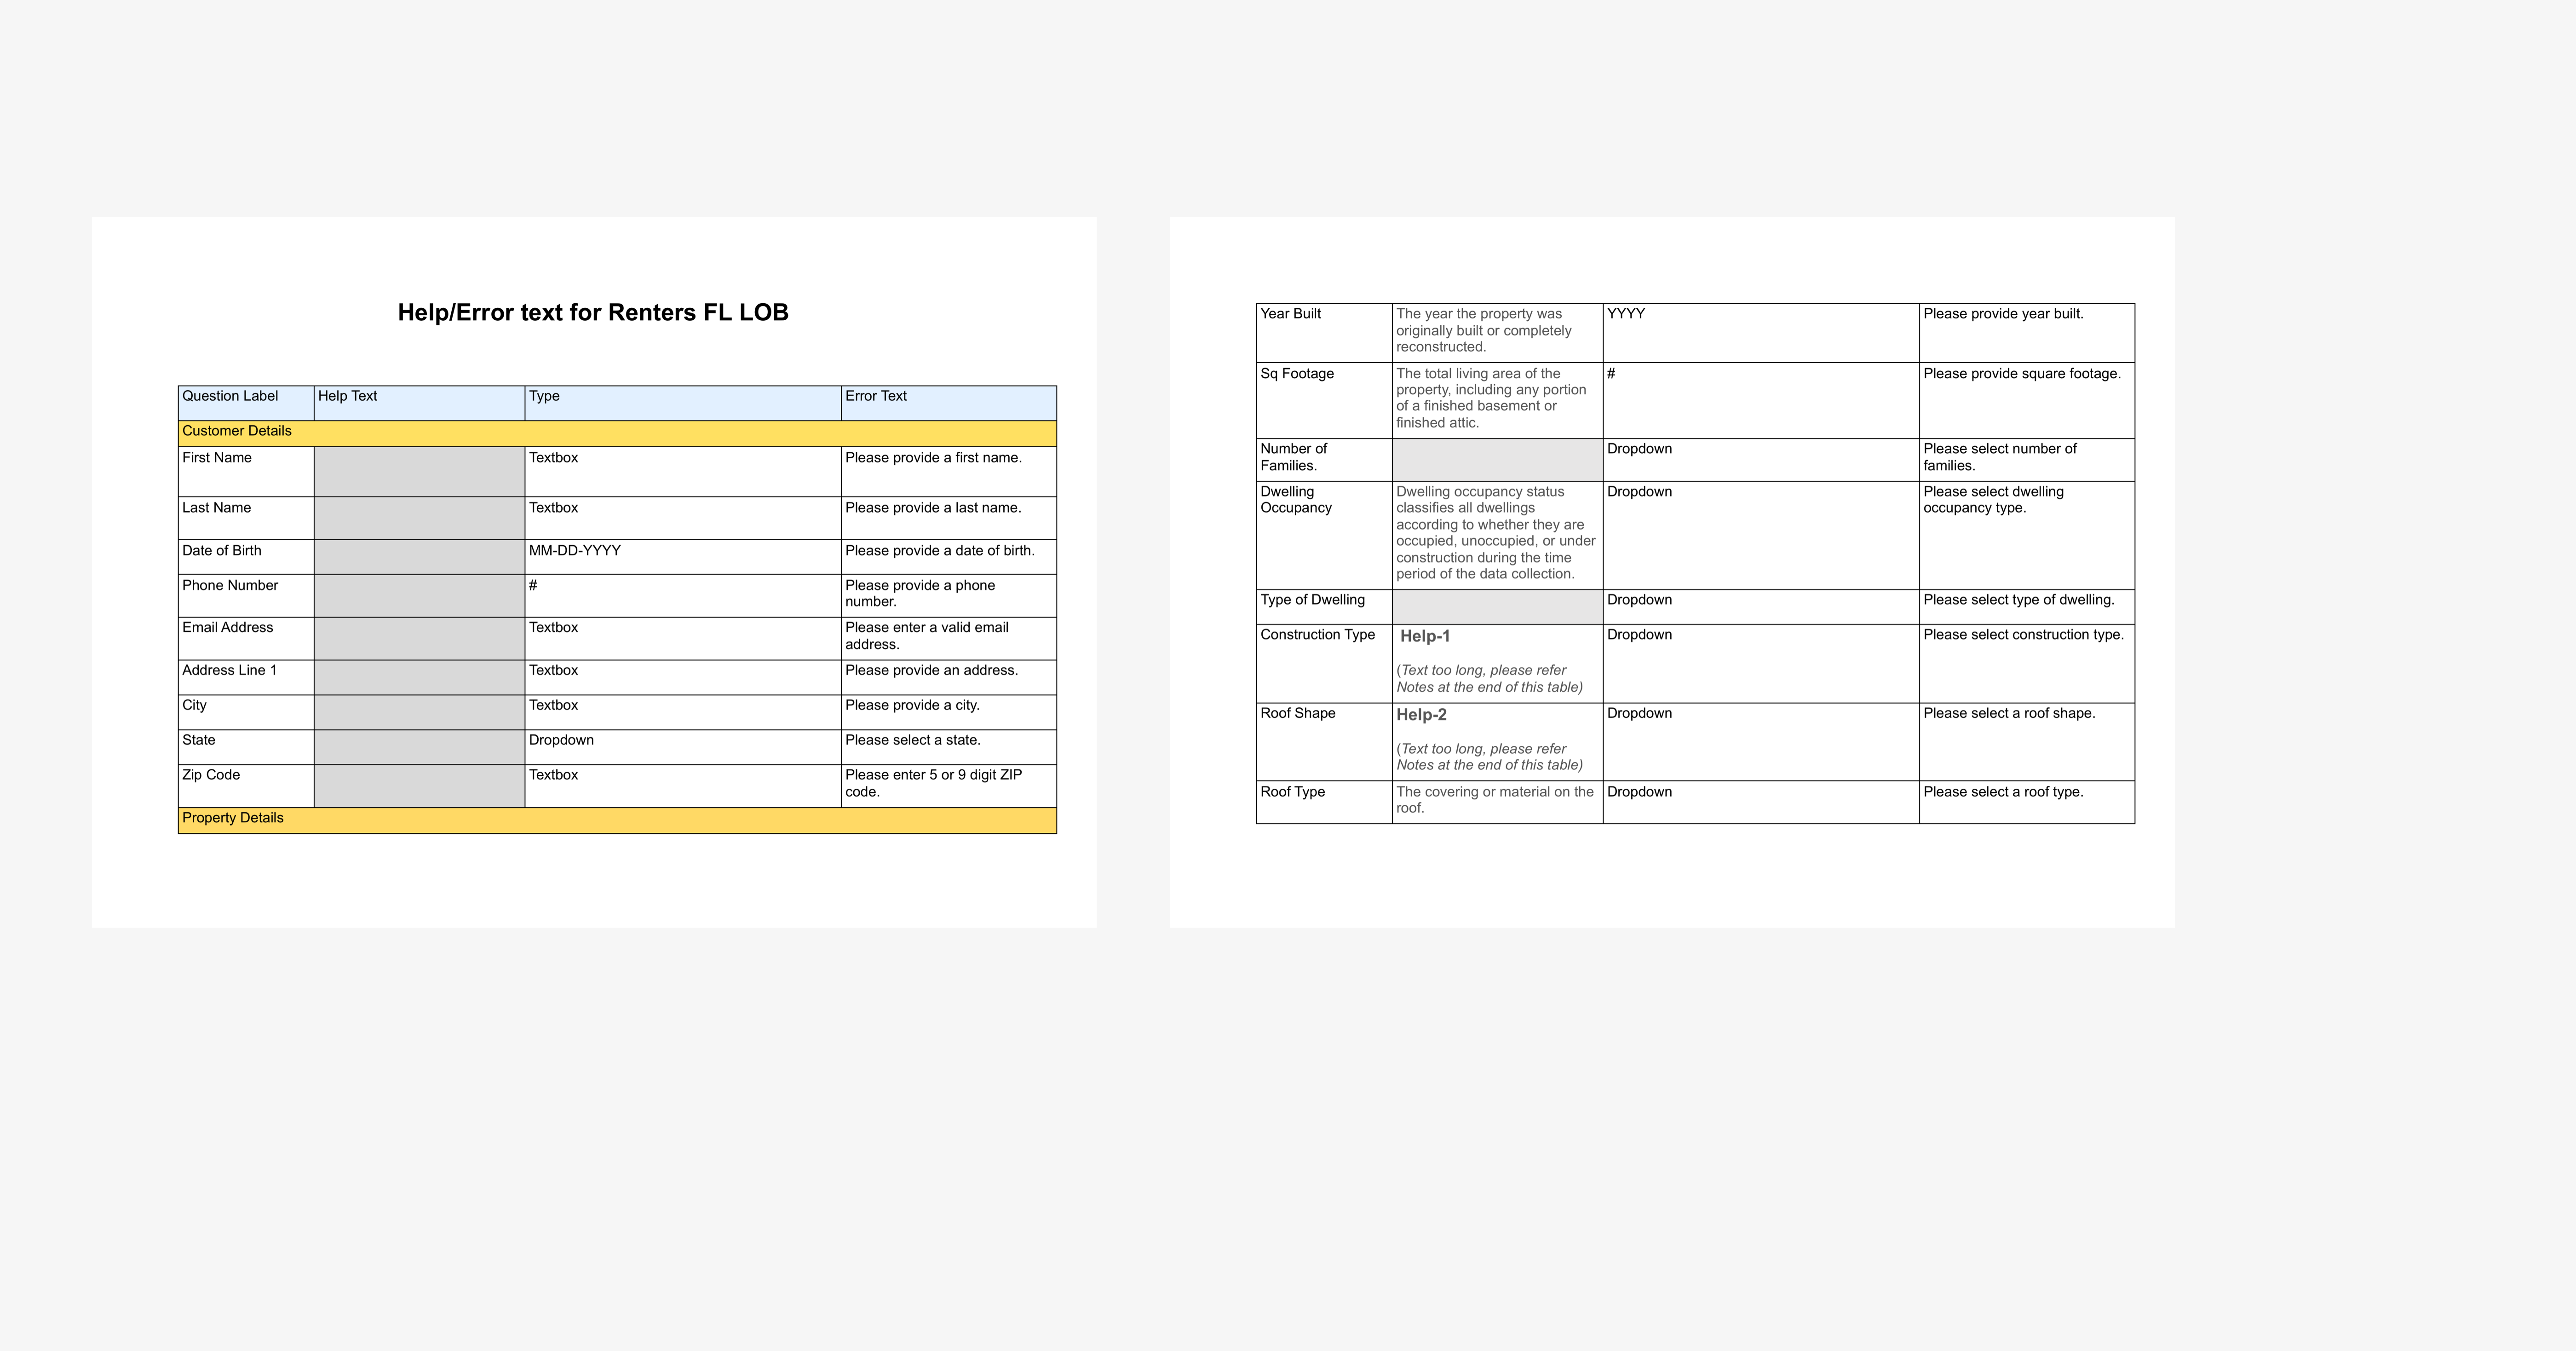 Help/Error text for Renters FL LOB
Question Label Help Text Type Error Text
Customer Details
First Name Textbox Please provide a first name.
Last Name Textbox Please provide a last name.
Date of Birth MM-DD-YYYY Please provide a date of birth.
Phone Number # Please provide a phone
number.
Email Address Textbox Please enter a valid email
address.
Address Line 1 Textbox Please provide an address.
City Textbox Please provide a city.
State Dropdown Please select a state.
Zip Code Textbox Please enter 5 or 9 digit ZIP
code.
Property Details
Year Built The year the property was YYYY Please provide year built.
originally built or completely
reconstructed.
Sq Footage The total living area of the # Please provide square footage.
property, including any portion
of a finished basement or
finished attic.
Number of Dropdown Please select number of
Families. families.
Dwelling Dwelling occupancy status Dropdown Please select dwelling
Occupancy classifies all dwellings occupancy type.
according to whether they are
occupied, unoccupied, or under
construction during the time
period of the data collection.
Type of Dwelling Dropdown Please select type of dwelling.
Construction Type Help-1 Dropdown Please select construction type.
(Text too long, please refer
Notes at the end of this table)
Roof Shape Help-2 Dropdown Please select a roof shape.
(Text too long, please refer
Notes at the end of this table)
Roof Type The covering or material on the Dropdown Please select a roof type.
roof.